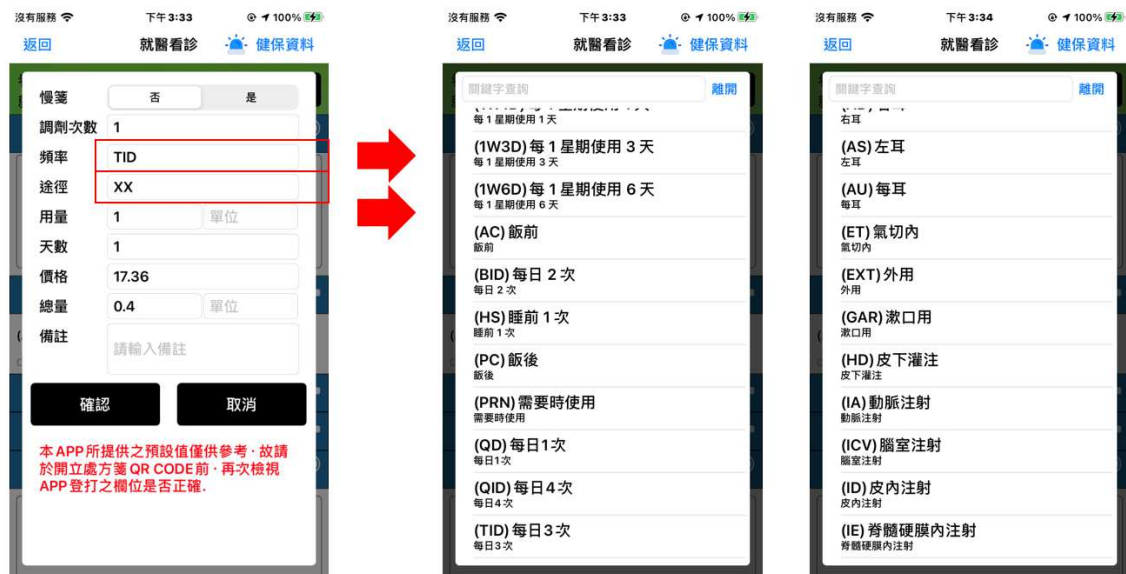 沒有服務 下午3:33 100%
返回 就醫看診 健保資料
慢箋 否 是
調劑次數 1
頻率 TID
途徑 XX
用量 1 單位
天數 1
價格 17.36
總量 0.4 單位
備註 請輸入備註
確認 取消
本APP所提供之預設值僅供參考,故請
於開立處方箋QR CODE前,再次檢視
APP登打之欄位是否正確.
沒有服務 下午3:33 100%
返回 就醫看診 健保資料
關鍵字查詢 離開
每1星期使用1天
(1W3D)每1星期使用3天
每1星期使用3天
(1W6D)每1星期使用6天
每1星期使用6天
(AC)飯前
飯前
(BID)每日2次
每日2次
(HS)睡前1次
睡前1次
(PC)飯後
飯後
(PRN)需要時使用
需要時使用
(QD)每日1次
每日1次
(QID)每日4次
每日4次
(TID)每日3次
每日3次
沒有服務 下午3:34 100%
返回 就醫看診 健保資料
關鍵字查詢 離開
右耳
(AS)左耳
左耳
(AU)每耳
每耳
(ET)氣切內
氣切內
(EXT)外用
外用
(GAR)漱口用
漱口用
(HD)皮下灌注
皮下灌注
(IA)動脈注射
動脈注射
(ICV)腦室注射
腦室注射
(ID)皮內注射
皮內注射
(IE)脊髓硬膜內注射
脊髓硬膜內注射